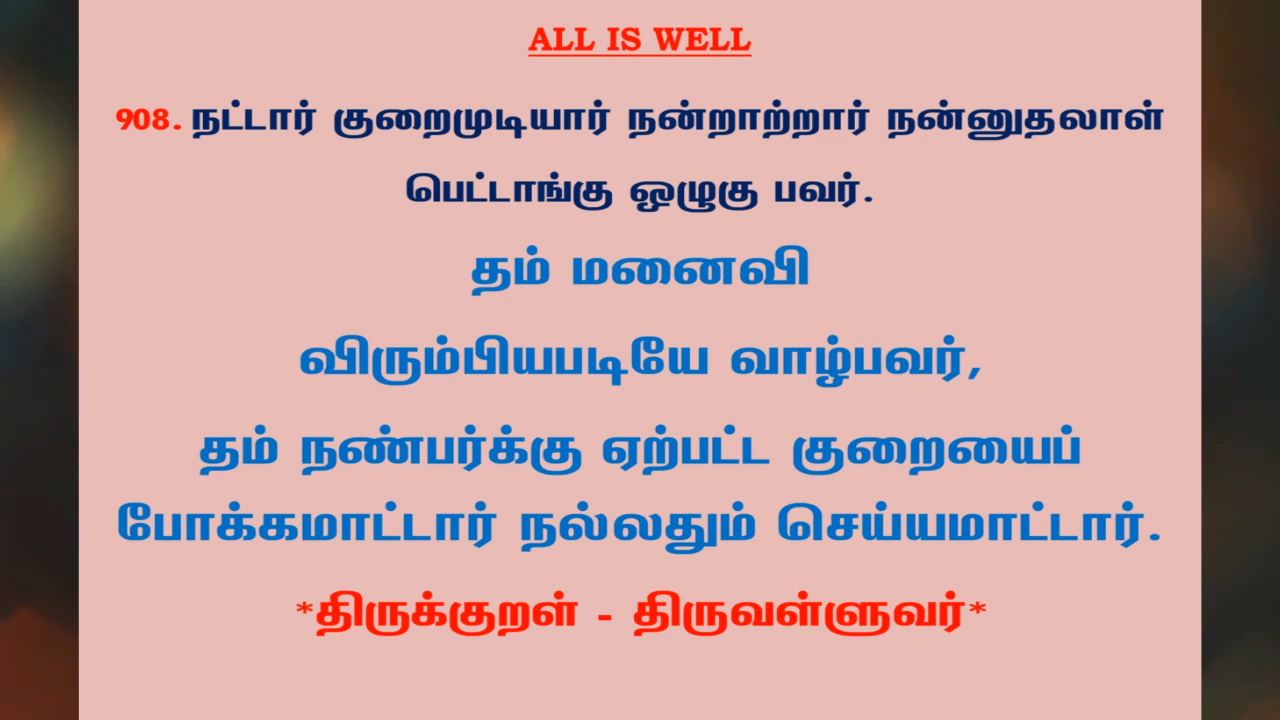 ALL IS WELL
908. நட்டார் குறைமுடியார் நன்றாற்றார் நன்னுதலாள்
பெட்டாங்கு ஒழுகு பவர்.
தம் மனைவி
விரும்பியபடியே வாழ்பவர்,
தம் நண்பர்க்கு ஏற்பட்ட குறையைப்
போக்கமாட்டார் நல்லதும் செய்யமாட்டார்.
*திருக்குறள் - திருவள்ளுவர்*